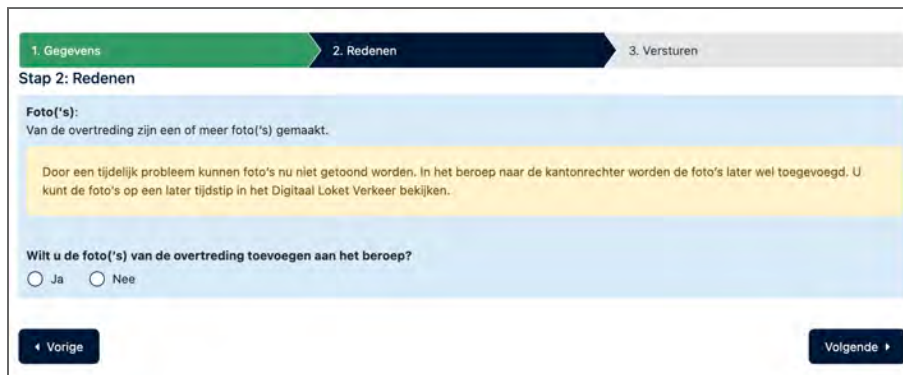 1. Gegevens
2. Redenen
3. Versturen
Stap 2: Redenen
Foto('s):
Van de overtreding zijn een of meer foto('s) gemaakt.
Door een tijdelijk probleem kunnen foto's nu niet getoond worden. In het beroep naar de kantonrechter worden de foto's later wel toegevoegd. U
kunt de foto's op een later tijdstip in het Digitaal Loket Verkeer bekijken.
Wilt u de foto('s) van de overtreding toevoegen aan het beroep?
Ja Nee
Vorige
Volgende